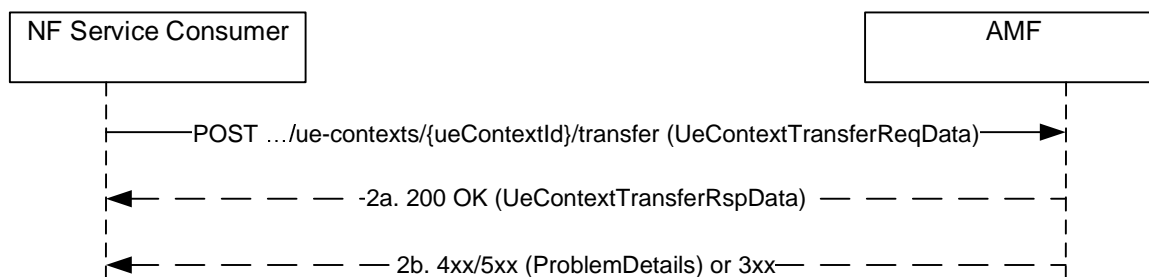 NF Service Consumer
AMF
POST …/ue-contexts/{ueContextId}/transfer (UeContextTransferReqData)
-2a. 200 OK (UeContextTransferRspData)
2b. 4xx/5xx (ProblemDetails) or 3xx